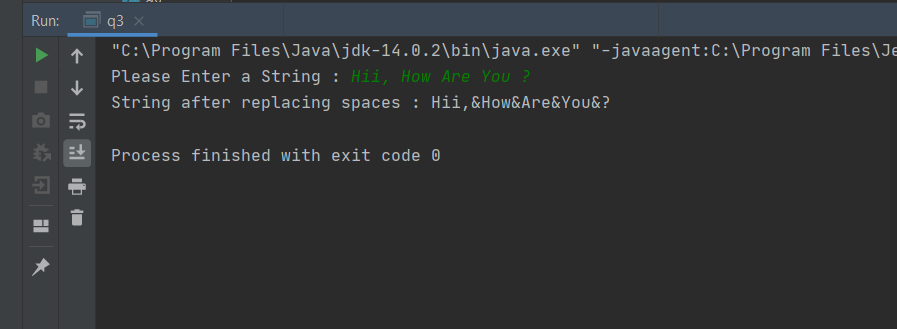 Run: q3
"C:\Program Files\Java\jdk-14.0.2\bin\java.exe" "-javaagent:C:\Program Files\Je
Please Enter a String : Hii, How Are You ?
String after replacing spaces : Hii,&How&Are&You&?
Process finished with exit code 0